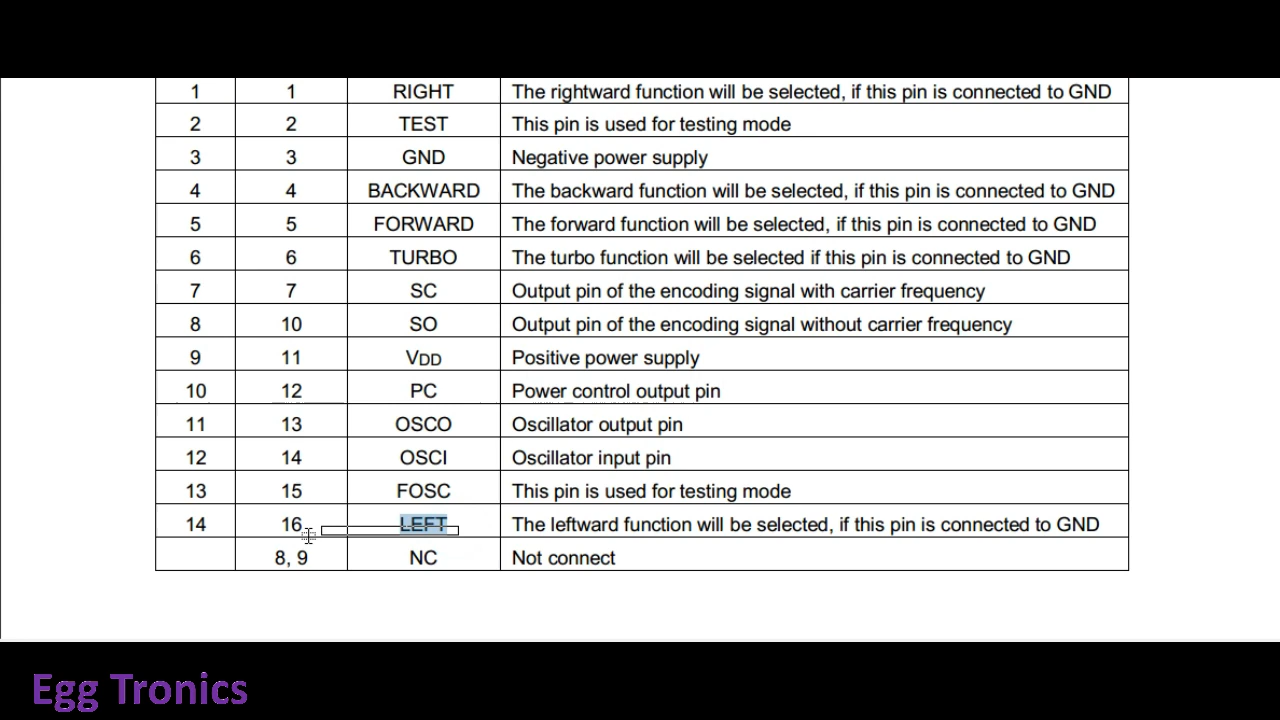 1 1 RIGHT The rightward function will be selected, if this pin is connected to GND
2 2 TEST This pin is used for testing mode
3 3 GND Negative power supply
4 4 BACKWARD The backward function will be selected, if this pin is connected to GND
5 5 FORWARD The forward function will be selected, if this pin is connected to GND
6 6 TURBO The turbo function will be selected if this pin is connected to GND
7 7 SC Output pin of the encoding signal with carrier frequency
8 10 SO Output pin of the encoding signal without carrier frequency
9 11 VDD Positive power supply
10 12 PC Power control output pin
11 13 OSCO Oscillator output pin
12 14 OSCI Oscillator input pin
13 15 FOSC This pin is used for testing mode
14 16 LEFT The leftward function will be selected, if this pin is connected to GND
8, 9 NC Not connect
Egg Tronics